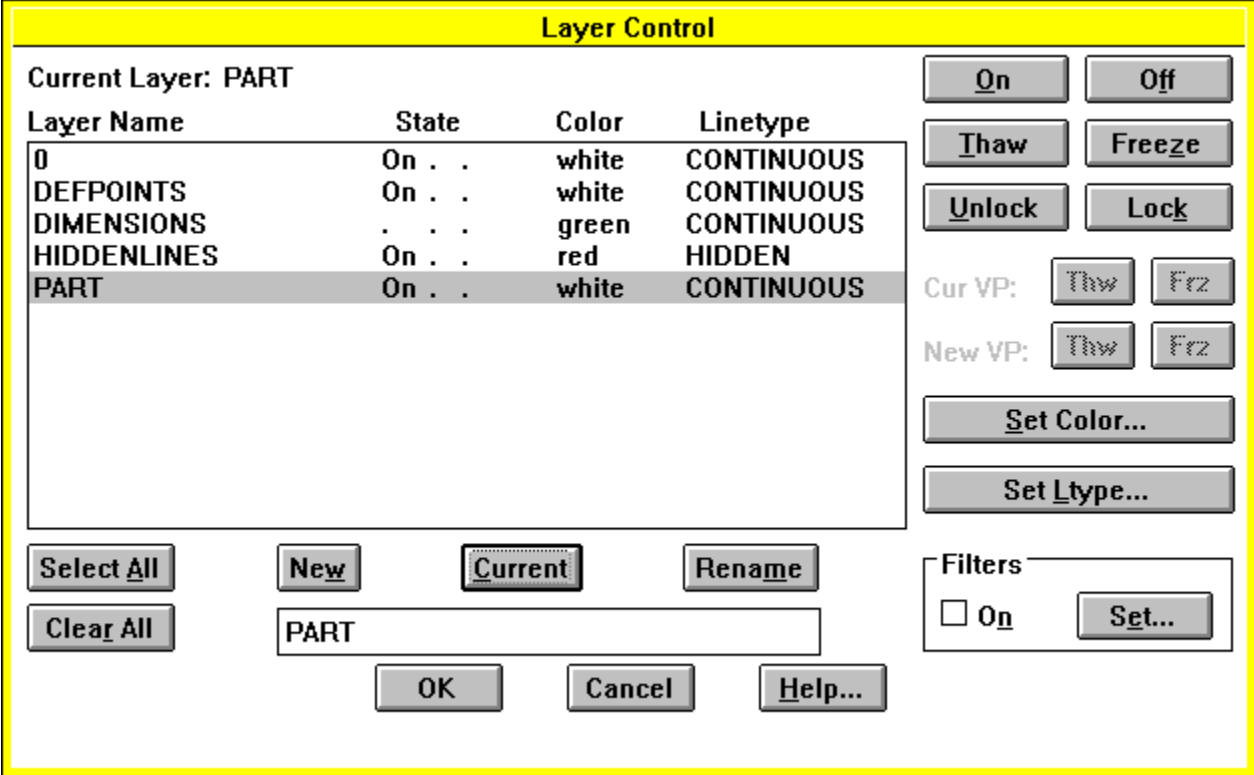 Layer Control
Current Layer: PART
Layer Name State Color Linetype
0 On . . white CONTINUOUS
DEFPOINTS On . . white CONTINUOUS
DIMENSIONS . . . green CONTINUOUS
HIDDENLINES On . . red HIDDEN
PART On . . white CONTINUOUS
On Off
Thaw Freeze
Unlock Lock
Cur VP: Thw Frz
New VP: Thw Frz
Set Color...
Set Ltype...
Select All New Current Rename
Clear All PART
Filters
On Set...
OK Cancel Help...